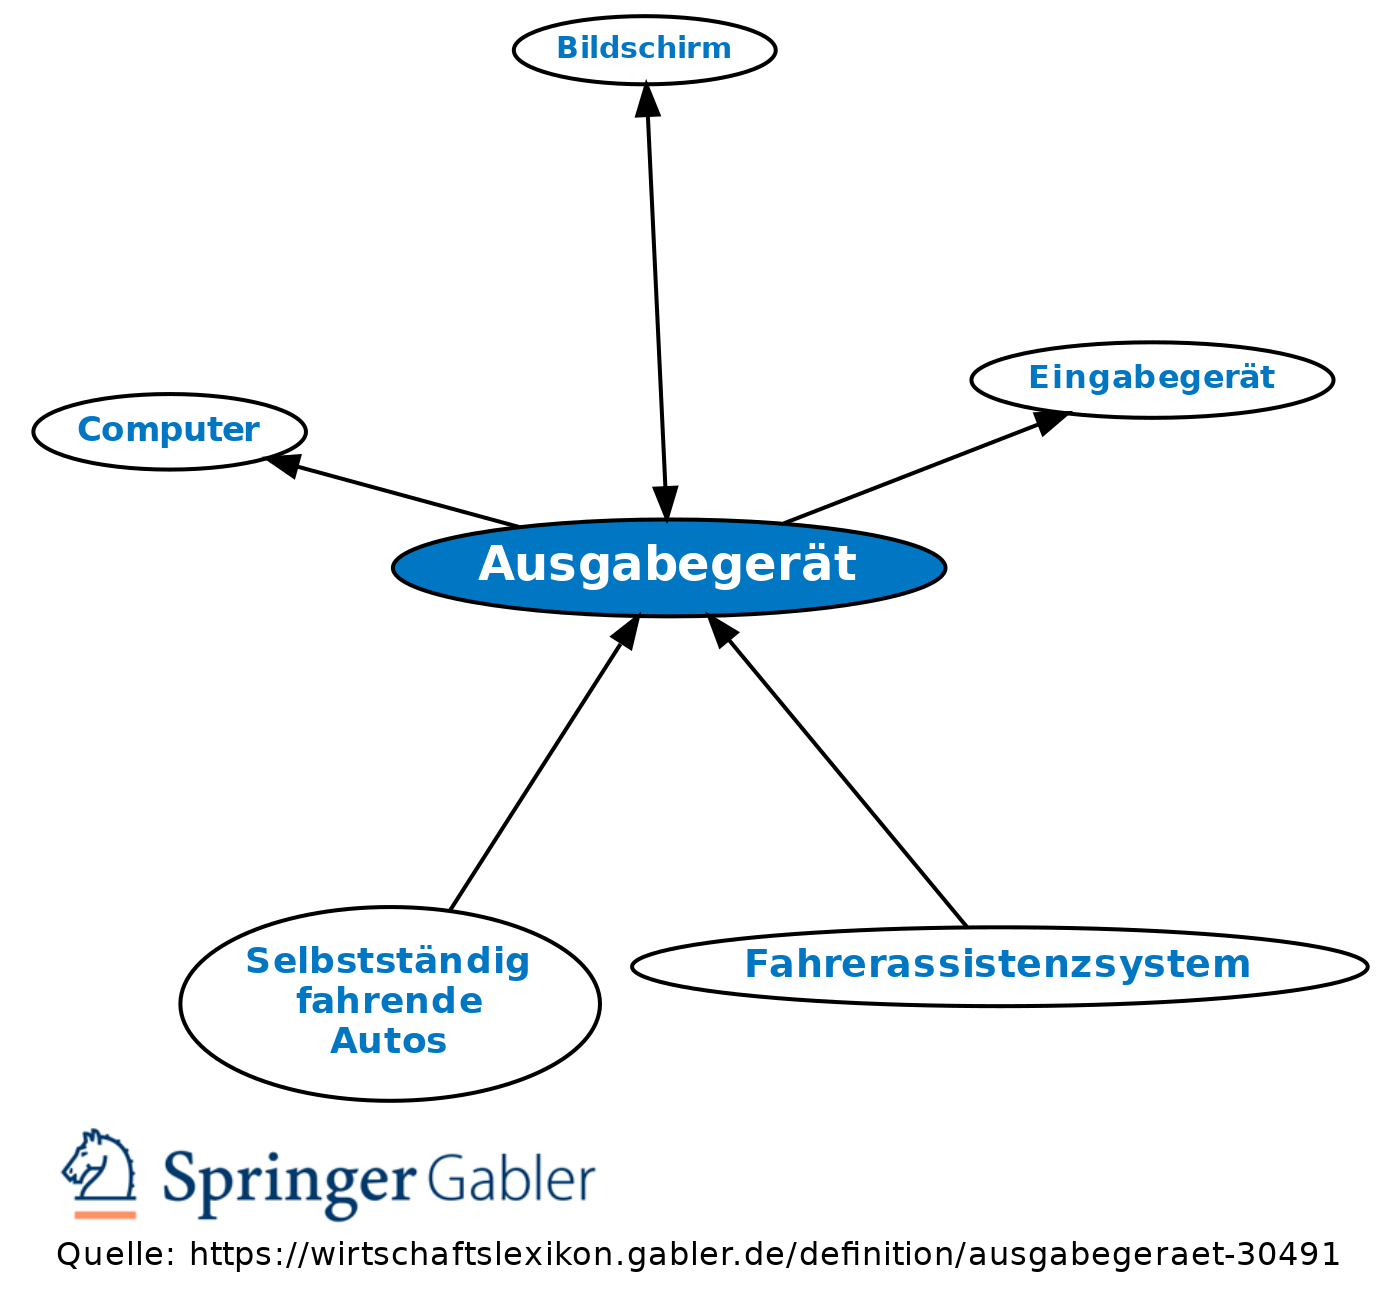 Bildschirm
Eingabegerät
Computer
Ausgabegerät
Selbstständig
fahrende
Autos
Fahrerassistenzsystem
Springer Gabler
Quelle: https://wirtschaftslexikon.gabler.de/definition/ausgabegeraet-30491